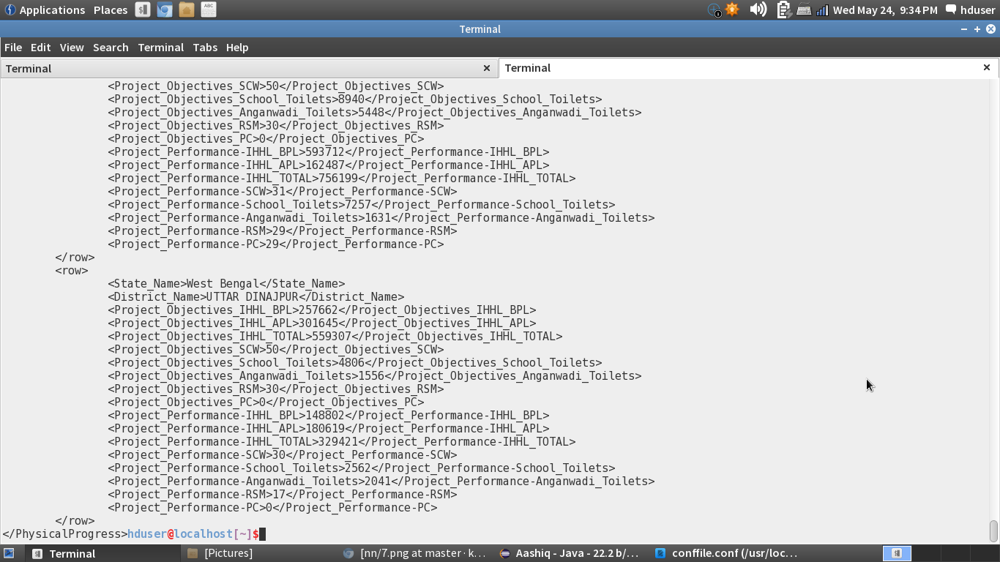 Applications Places Wed May 24, 9:34 PM hduser
Terminal
File Edit View Search Terminal Tabs Help
Terminal
Terminal
<Project_Objectives_SCW>50</Project_Objectives_SCW>
<Project_Objectives_School_Toilets>8940</Project_Objectives_School_Toilets>
<Project_Objectives_Anganwadi_Toilets>5448</Project_Objectives_Anganwadi_Toilets>
<Project_Objectives_RSM>30</Project_Objectives_RSM>
<Project_Objectives_PC>0</Project_Objectives_PC>
<Project_Performance-IHHL_BPL>593712</Project_Performance-IHHL_BPL>
<Project_Performance-IHHL_APL>162487</Project_Performance-IHHL_APL>
<Project_Performance-IHHL_TOTAL>756199</Project_Performance-IHHL_TOTAL>
<Project_Performance-SCW>31</Project_Performance-SCW>
<Project_Performance-School_Toilets>7257</Project_Performance-School_Toilets>
<Project_Performance-Anganwadi_Toilets>1631</Project_Performance-Anganwadi_Toilets>
<Project_Performance-RSM>29</Project_Performance-RSM>
<Project_Performance-PC>29</Project_Performance-PC>
</row>
<row>
<State_Name>West Bengal</State_Name>
<District_Name>UTTAR DINAJPUR</District_Name>
<Project_Objectives_IHHL_BPL>257662</Project_Objectives_IHHL_BPL>
<Project_Objectives_IHHL_APL>301645</Project_Objectives_IHHL_APL>
<Project_Objectives_IHHL_TOTAL>559307</Project_Objectives_IHHL_TOTAL>
<Project_Objectives_SCW>50</Project_Objectives_SCW>
<Project_Objectives_School_Toilets>4806</Project_Objectives_School_Toilets>
<Project_Objectives_Anganwadi_Toilets>1556</Project_Objectives_Anganwadi_Toilets>
<Project_Objectives_RSM>30</Project_Objectives_RSM>
<Project_Objectives_PC>0</Project_Objectives_PC>
<Project_Performance-IHHL_BPL>148802</Project_Performance-IHHL_BPL>
<Project_Performance-IHHL_APL>180619</Project_Performance-IHHL_APL>
<Project_Performance-IHHL_TOTAL>329421</Project_Performance-IHHL_TOTAL>
<Project_Performance-SCW>30</Project_Performance-SCW>
<Project_Performance-School_Toilets>2562</Project_Performance-School_Toilets>
<Project_Performance-Anganwadi_Toilets>2041</Project_Performance-Anganwadi_Toilets>
<Project_Performance-RSM>17</Project_Performance-RSM>
<Project_Performance-PC>0</Project_Performance-PC>
</row>
</PhysicalProgress>hduser@localhost[~]$
Terminal [Pictures] [nn/7.png at master · k... Aashiq - Java - 22.2 b/... conffile.conf (/usr/loc...